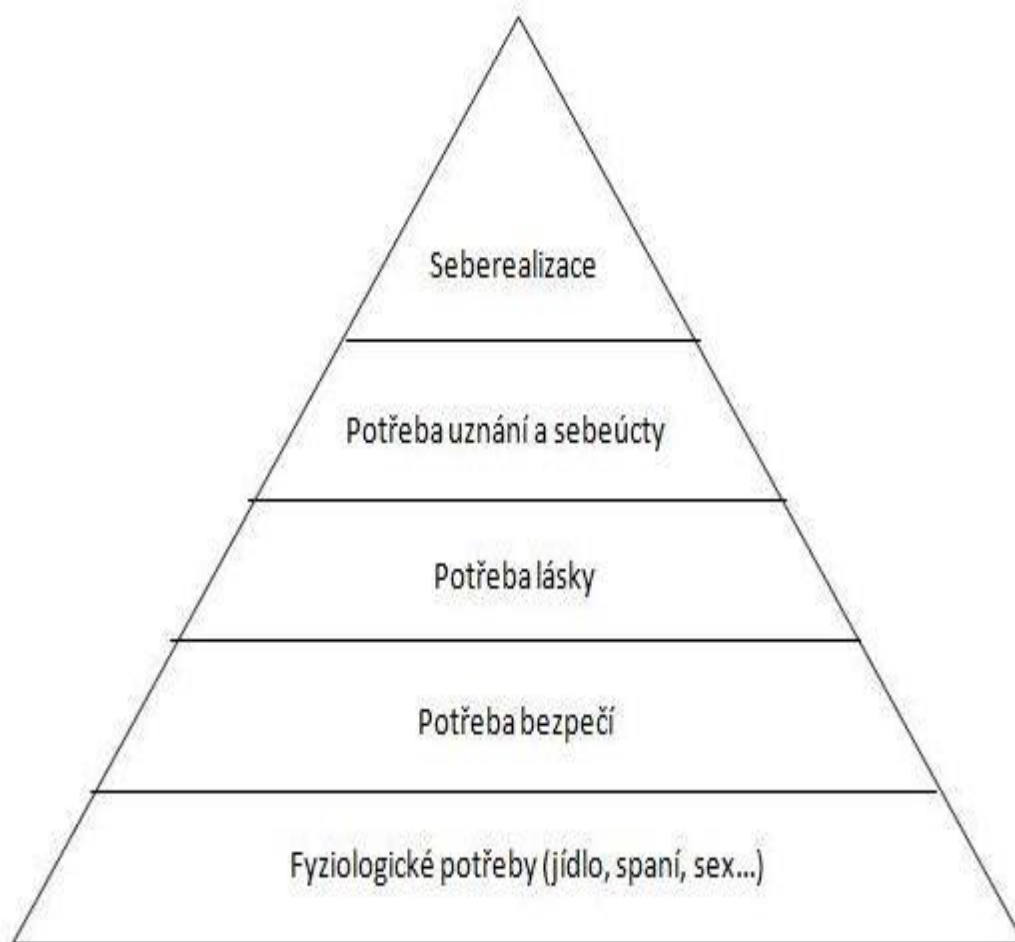 Seberealizace
Potřeba uznání a sebeúcty
Potřeba lásky
Potřeba bezpečí
Fyziologické potřeby (jídlo, spaní, sex...)